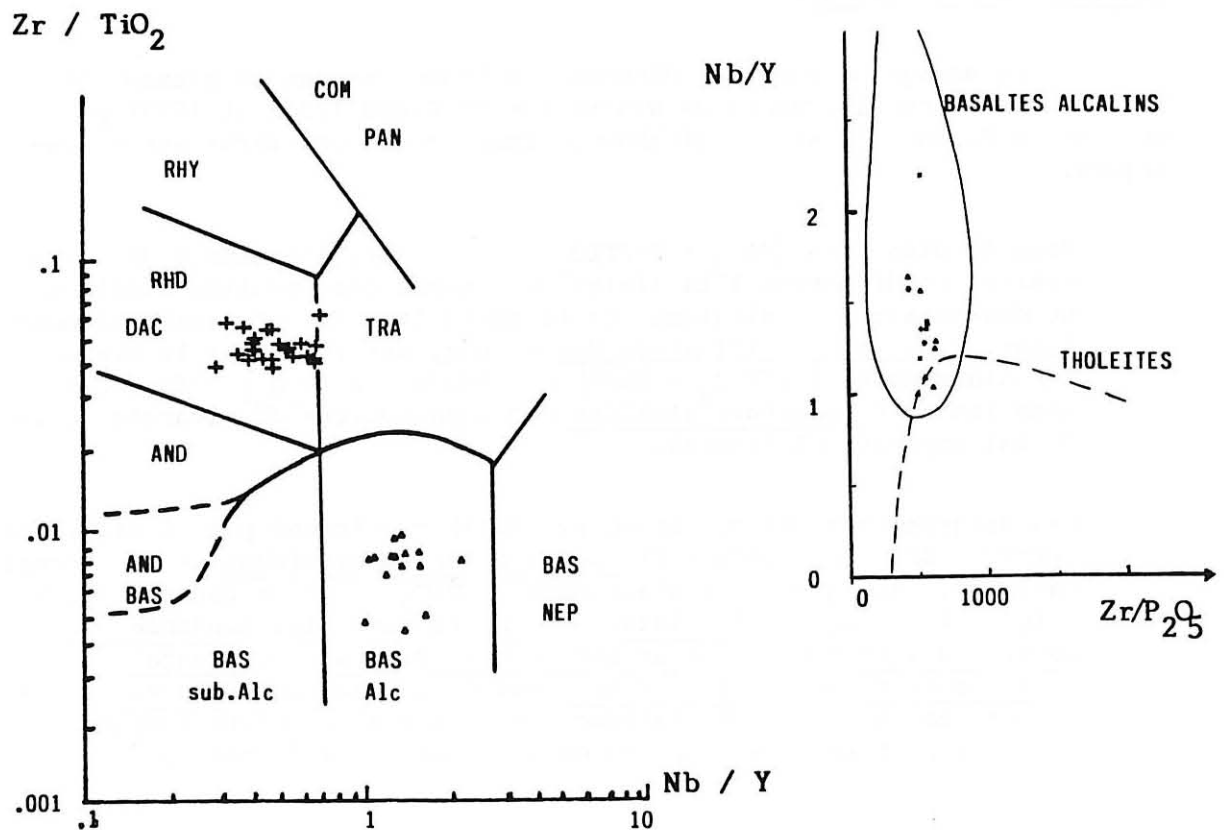 Zr / TiO2
COM
PAN
RHY
.1
RHD
DAC
TRA
AND
.01
AND
BAS
BAS
NEP
BAS
sub.Alc
BAS
Alc
.001
.1
1
10
Nb / Y
Nb/Y
BASALTES ALCALINS
2
1
THOLEITES
0
0
1000
Zr/P2O5